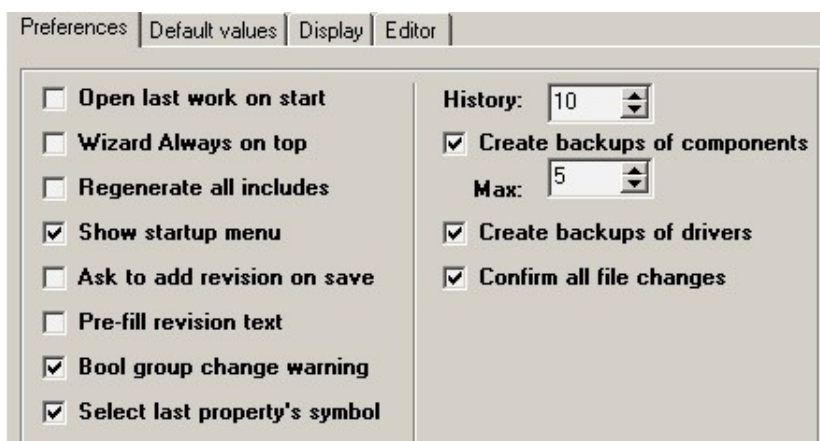 Preferences Default values Display Editor
Open last work on start
Wizard Always on top
Regenerate all includes
Show startup menu
Ask to add revision on save
Pre-fill revision text
Bool group change warning
Select last property's symbol
History: 10
Create backups of components
Max: 5
Create backups of drivers
Confirm all file changes